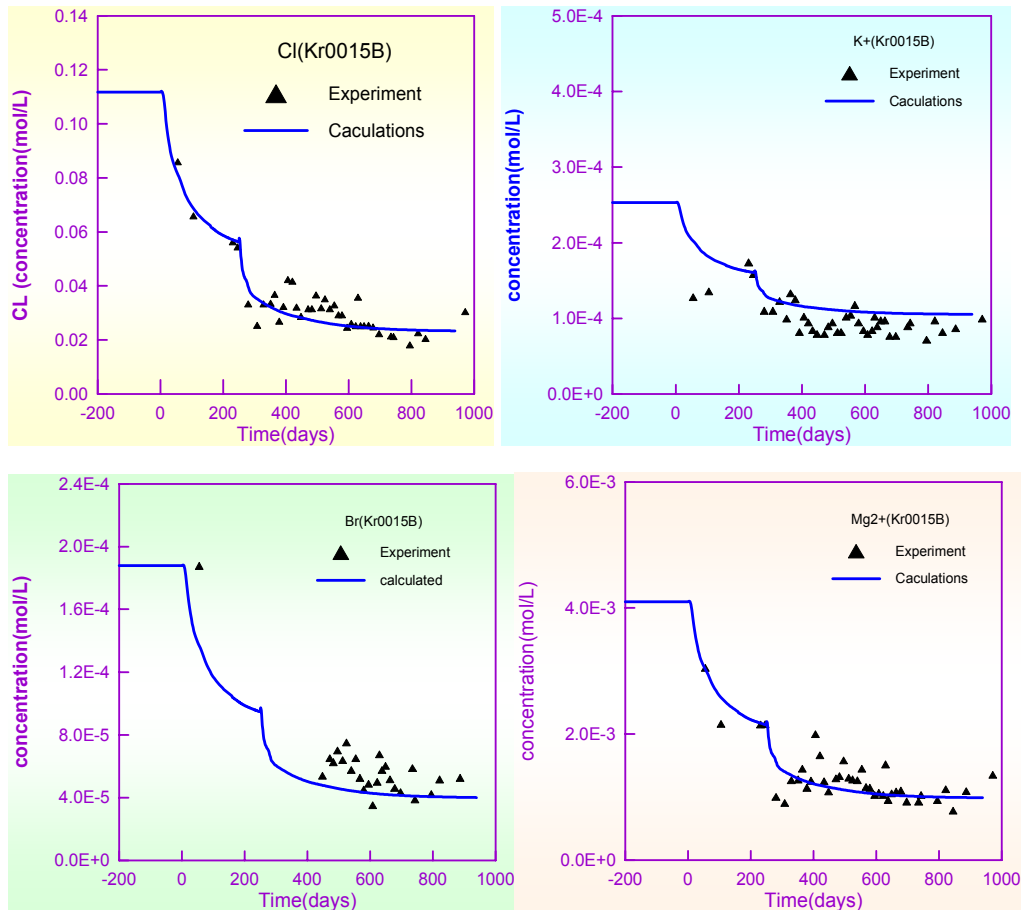 0.14
0.12
0.10
0.08
0.06
0.04
0.02
0.00
CL (concentration(mol/L)
Cl(Kr0015B)
Experiment
Caculations
-200 0 200 400 600 800 1000
Time(days)
5.0E-4
4.0E-4
3.0E-4
2.0E-4
1.0E-4
0.0E+0
concentration(mol/L)
K+(Kr0015B)
Experiment
Caculations
-200 0 200 400 600 800 1000
Time(days)
2.4E-4
2.0E-4
1.6E-4
1.2E-4
8.0E-5
4.0E-5
0.0E+0
concentration(mol/L)
Br(Kr0015B)
Experiment
calculated
-200 0 200 400 600 800 1000
Time(days)
6.0E-3
4.0E-3
2.0E-3
0.0E+0
concentration(mol/L)
Mg2+(Kr0015B)
Experiment
Caculations
-200 0 200 400 600 800 1000
Time(days)